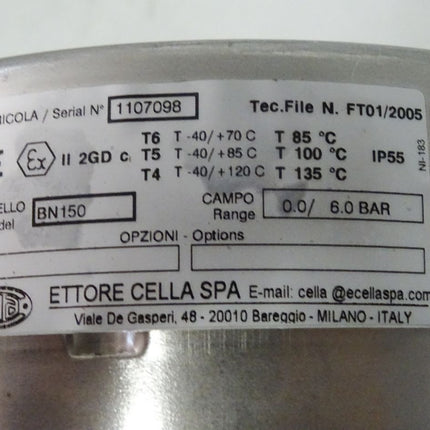 RICOLA / Serial N° 1107098 Tec.File N. FT01/2005
E Ex II 2GD c T6 T -40/+70 C T 85 °C
T5 T -40/+85 C T 100 °C IP55
T4 T -40/+120 C T 135 °C
NI-183
ELLO
del BN150 CAMPO
Range 0.0/ 6.0 BAR
OPZIONI - Options
ETTORE CELLA SPA E-mail: cella @ecellaspa.com
Viale De Gasperi, 48 - 20010 Bareggio - MILANO - ITALY